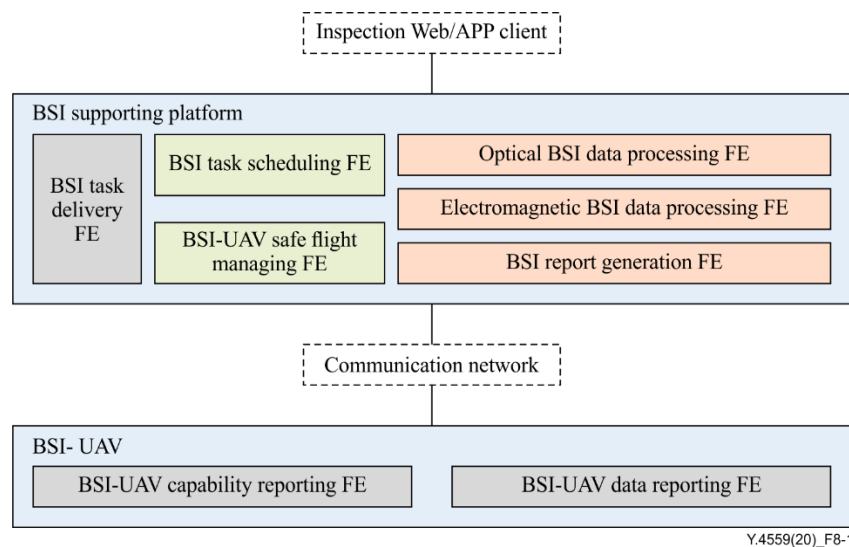 Inspection Web/APP client
BSI supporting platform
BSI task
delivery
FE
BSI task scheduling FE
BSI-UAV safe flight
managing FE
Optical BSI data processing FE
Electromagnetic BSI data processing FE
BSI report generation FE
Communication network
BSI- UAV
BSI-UAV capability reporting FE
BSI-UAV data reporting FE
Y.4559(20)_F8-1